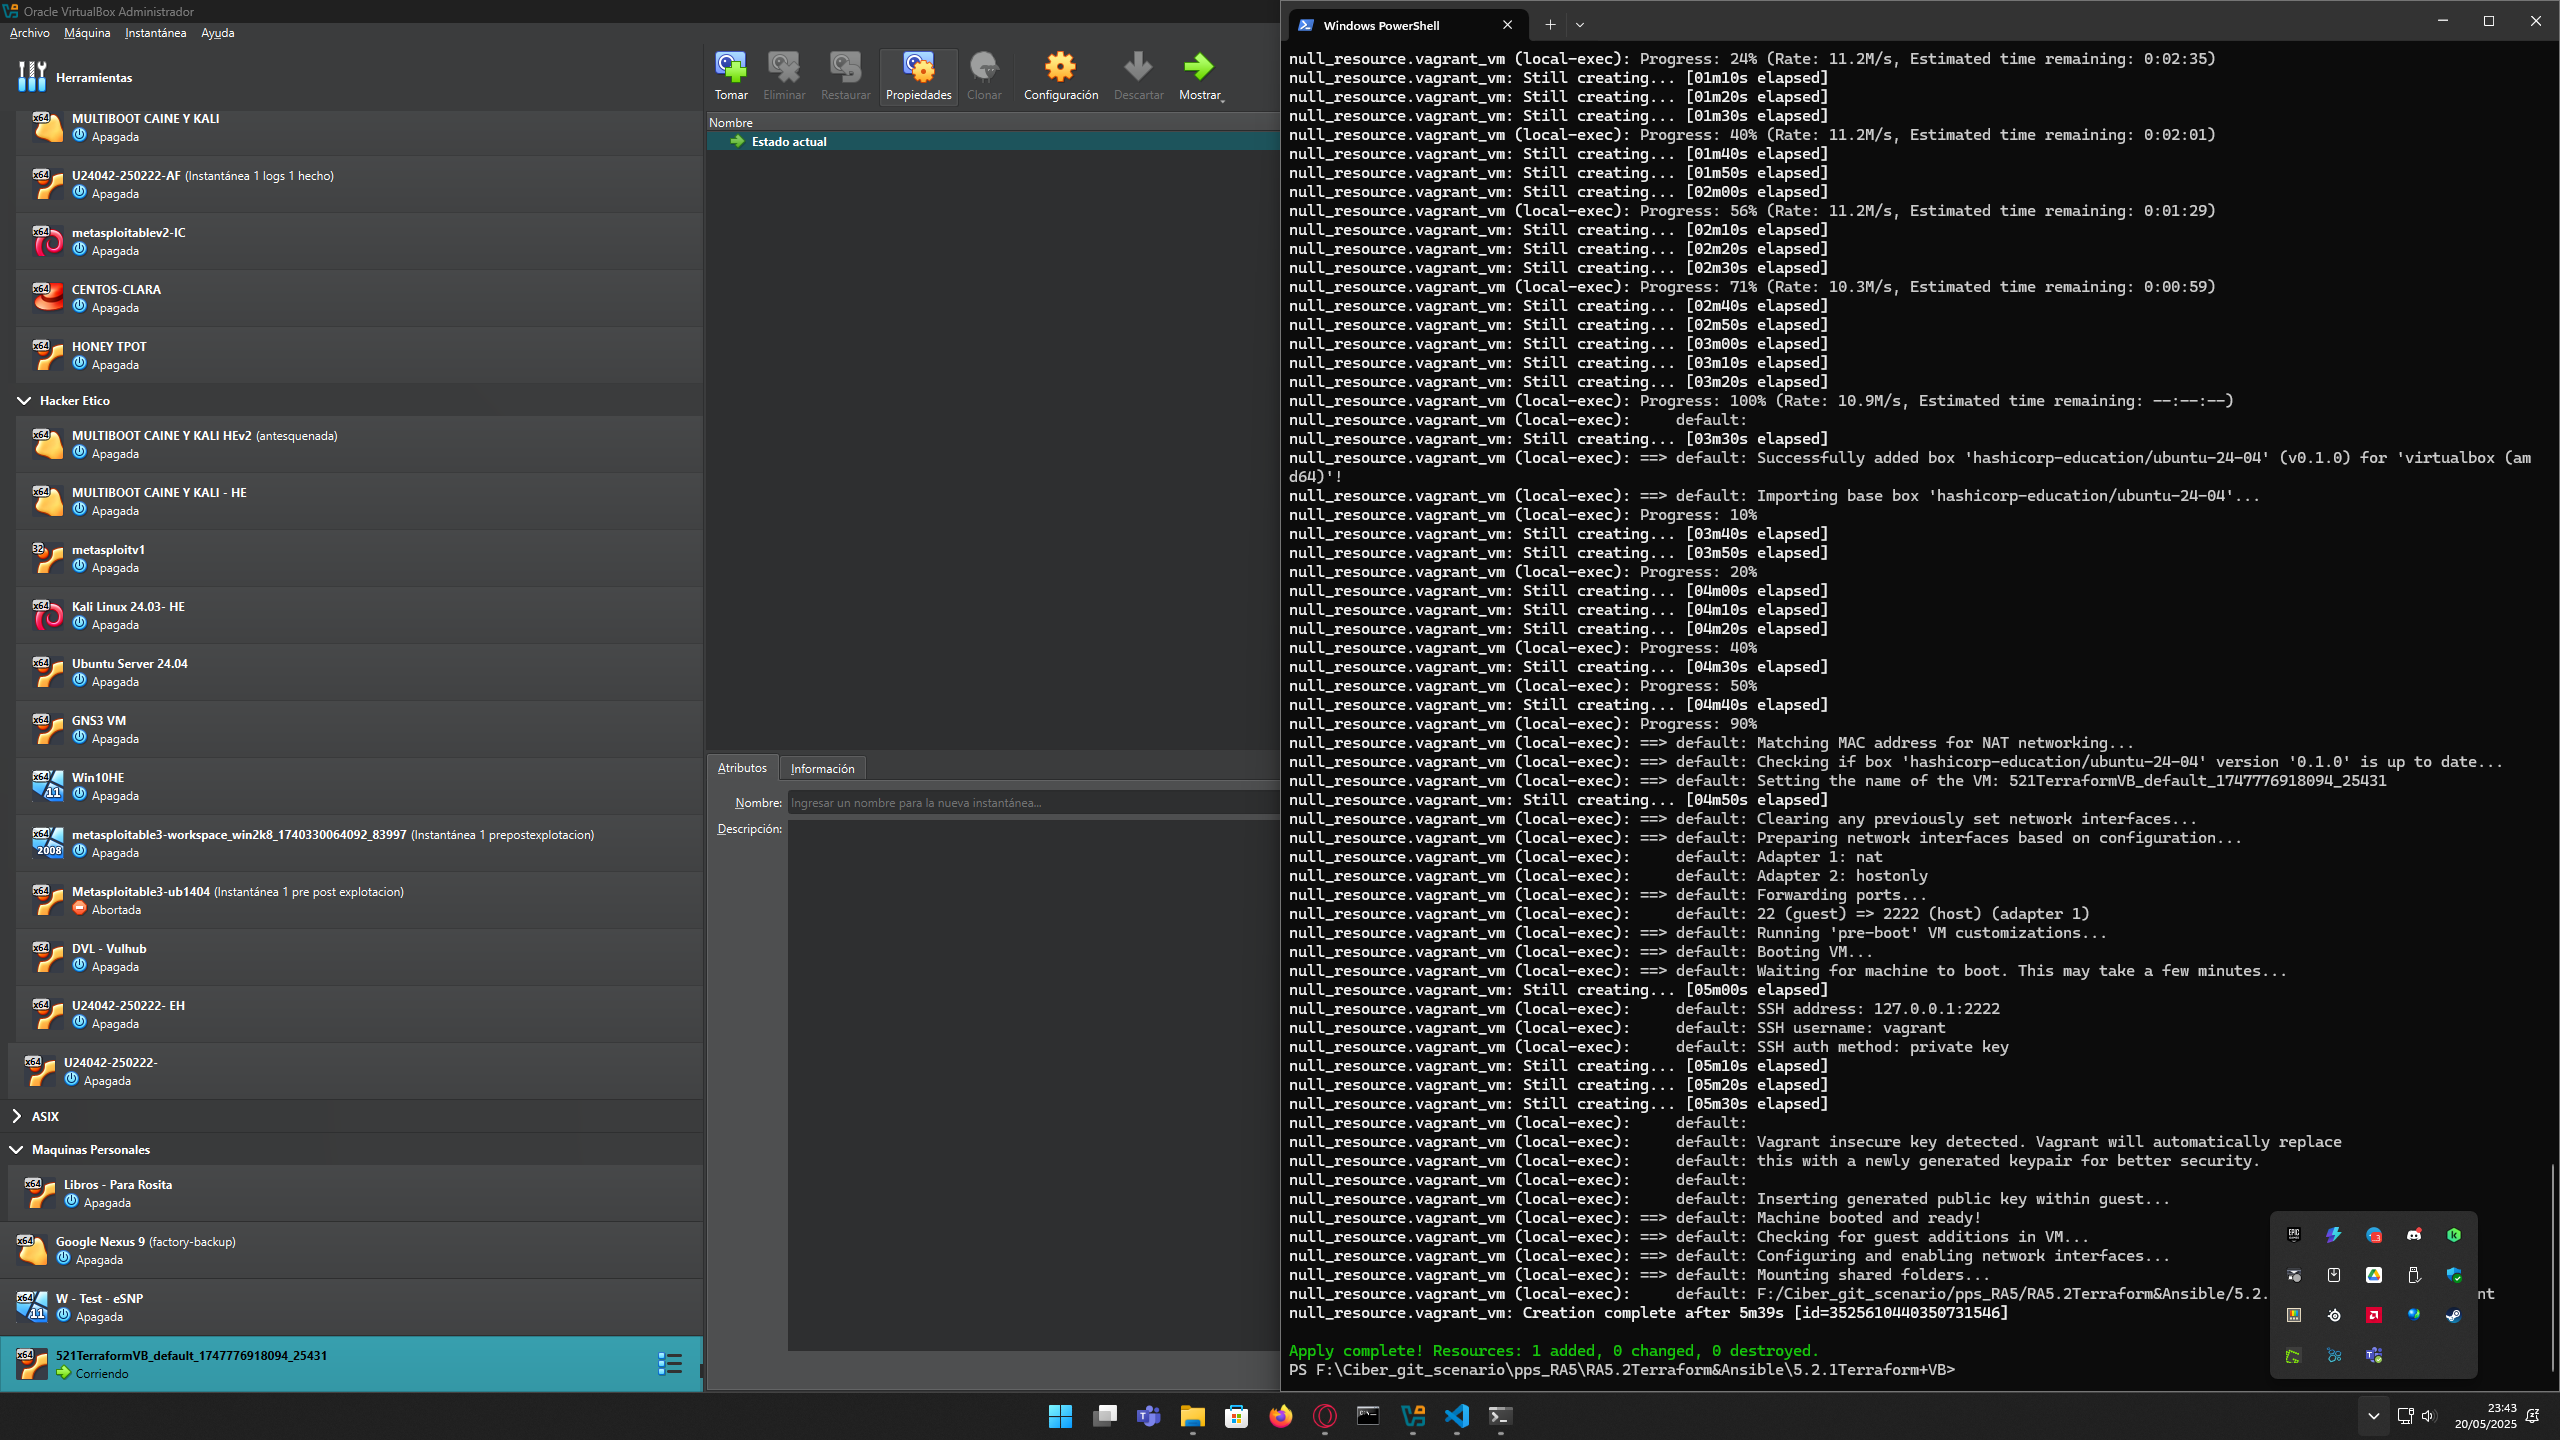 Oracle VirtualBox Administrador
Archivo Máquina Instantánea Ayuda
Herramientas
MULTIBOOT CAINE Y KALI
Apagada
U24042-250222-AF (Instantánea 1 logs 1 hecho)
Apagada
metasploitablev2-IC
Apagada
CENTOS-CLARA
Apagada
HONEY TPOT
Apagada
Hacker Etico
MULTIBOOT CAINE Y KALI HEv2 (antesquenada)
Apagada
MULTIBOOT CAINE Y KALI - HE
Apagada
metasploitv1
Apagada
Kali Linux 24.03- HE
Apagada
Ubuntu Server 24.04
Apagada
GNS3 VM
Apagada
Win10HE
Apagada
metasploitable3-workspace_win2k8_1740330064092_83997 (Instantánea 1 prepostexplotacion)
Apagada
Metasploitable3-ub1404 (Instantánea 1 pre post explotacion)
Abortada
DVL - Vulhub
Apagada
U24042-250222- EH
Apagada
U24042-250222-
Apagada
ASIX
Maquinas Personales
Libros - Para Rosita
Apagada
Google Nexus 9 (factory-backup)
Apagada
W - Test - eSNP
Apagada
521TerraformVB_default_1747776918094_25431
Corriendo
Tomar Eliminar Restaurar Propiedades Clonar Configuración Descartar Mostrar
Nombre
Estado actual
Atributos Información
Nombre: Ingresar un nombre para la nueva instantánea...
Descripción:
Windows PowerShell
null_resource.vagrant_vm (local-exec): Progress: 24% (Rate: 11.2M/s, Estimated time remaining: 0:02:35)
null_resource.vagrant_vm: Still creating... [01m10s elapsed]
null_resource.vagrant_vm: Still creating... [01m20s elapsed]
null_resource.vagrant_vm: Still creating... [01m30s elapsed]
null_resource.vagrant_vm (local-exec): Progress: 40% (Rate: 11.2M/s, Estimated time remaining: 0:02:01)
null_resource.vagrant_vm: Still creating... [01m40s elapsed]
null_resource.vagrant_vm: Still creating... [01m50s elapsed]
null_resource.vagrant_vm: Still creating... [02m00s elapsed]
null_resource.vagrant_vm (local-exec): Progress: 56% (Rate: 11.2M/s, Estimated time remaining: 0:01:29)
null_resource.vagrant_vm: Still creating... [02m10s elapsed]
null_resource.vagrant_vm: Still creating... [02m20s elapsed]
null_resource.vagrant_vm: Still creating... [02m30s elapsed]
null_resource.vagrant_vm (local-exec): Progress: 71% (Rate: 10.3M/s, Estimated time remaining: 0:00:59)
null_resource.vagrant_vm: Still creating... [02m40s elapsed]
null_resource.vagrant_vm: Still creating... [02m50s elapsed]
null_resource.vagrant_vm: Still creating... [03m00s elapsed]
null_resource.vagrant_vm: Still creating... [03m10s elapsed]
null_resource.vagrant_vm: Still creating... [03m20s elapsed]
null_resource.vagrant_vm (local-exec): Progress: 100% (Rate: 10.9M/s, Estimated time remaining: --:--:--)
null_resource.vagrant_vm (local-exec):     default:
null_resource.vagrant_vm: Still creating... [03m30s elapsed]
null_resource.vagrant_vm (local-exec): ==> default: Successfully added box 'hashicorp-education/ubuntu-24-04' (v0.1.0) for 'virtualbox (am
d64)'!
null_resource.vagrant_vm (local-exec): ==> default: Importing base box 'hashicorp-education/ubuntu-24-04'...
null_resource.vagrant_vm (local-exec): Progress: 10%
null_resource.vagrant_vm: Still creating... [03m40s elapsed]
null_resource.vagrant_vm: Still creating... [03m50s elapsed]
null_resource.vagrant_vm (local-exec): Progress: 20%
null_resource.vagrant_vm: Still creating... [04m00s elapsed]
null_resource.vagrant_vm: Still creating... [04m10s elapsed]
null_resource.vagrant_vm: Still creating... [04m20s elapsed]
null_resource.vagrant_vm (local-exec): Progress: 40%
null_resource.vagrant_vm: Still creating... [04m30s elapsed]
null_resource.vagrant_vm (local-exec): Progress: 50%
null_resource.vagrant_vm: Still creating... [04m40s elapsed]
null_resource.vagrant_vm (local-exec): Progress: 90%
null_resource.vagrant_vm (local-exec): ==> default: Matching MAC address for NAT networking...
null_resource.vagrant_vm (local-exec): ==> default: Checking if box 'hashicorp-education/ubuntu-24-04' version '0.1.0' is up to date...
null_resource.vagrant_vm (local-exec): ==> default: Setting the name of the VM: 521TerraformVB_default_1747776918094_25431
null_resource.vagrant_vm: Still creating... [04m50s elapsed]
null_resource.vagrant_vm (local-exec): ==> default: Clearing any previously set network interfaces...
null_resource.vagrant_vm (local-exec): ==> default: Preparing network interfaces based on configuration...
null_resource.vagrant_vm (local-exec):     default: Adapter 1: nat
null_resource.vagrant_vm (local-exec):     default: Adapter 2: hostonly
null_resource.vagrant_vm (local-exec): ==> default: Forwarding ports...
null_resource.vagrant_vm (local-exec):     default: 22 (guest) => 2222 (host) (adapter 1)
null_resource.vagrant_vm (local-exec): ==> default: Running 'pre-boot' VM customizations...
null_resource.vagrant_vm (local-exec): ==> default: Booting VM...
null_resource.vagrant_vm (local-exec): ==> default: Waiting for machine to boot. This may take a few minutes...
null_resource.vagrant_vm: Still creating... [05m00s elapsed]
null_resource.vagrant_vm (local-exec):     default: SSH address: 127.0.0.1:2222
null_resource.vagrant_vm (local-exec):     default: SSH username: vagrant
null_resource.vagrant_vm (local-exec):     default: SSH auth method: private key
null_resource.vagrant_vm: Still creating... [05m10s elapsed]
null_resource.vagrant_vm: Still creating... [05m20s elapsed]
null_resource.vagrant_vm: Still creating... [05m30s elapsed]
null_resource.vagrant_vm (local-exec):     default:
null_resource.vagrant_vm (local-exec):     default: Vagrant insecure key detected. Vagrant will automatically replace
null_resource.vagrant_vm (local-exec):     default: this with a newly generated keypair for better security.
null_resource.vagrant_vm (local-exec):     default:
null_resource.vagrant_vm (local-exec):     default: Inserting generated public key within guest...
null_resource.vagrant_vm (local-exec): ==> default: Machine booted and ready!
null_resource.vagrant_vm (local-exec): ==> default: Checking for guest additions in VM...
null_resource.vagrant_vm (local-exec): ==> default: Configuring and enabling network interfaces...
null_resource.vagrant_vm (local-exec): ==> default: Mounting shared folders...
null_resource.vagrant_vm (local-exec):     default: F:/Ciber_git_scenario/pps_RA5/RA5.2Terraform&Ansible/5.2. nt
null_resource.vagrant_vm: Creation complete after 5m39s [id=3525610440350731546]
Apply complete! Resources: 1 added, 0 changed, 0 destroyed.
PS F:\Ciber_git_scenario\pps_RA5\RA5.2Terraform&Ansible\5.2.1Terraform+VB>
23:43
20/05/2025